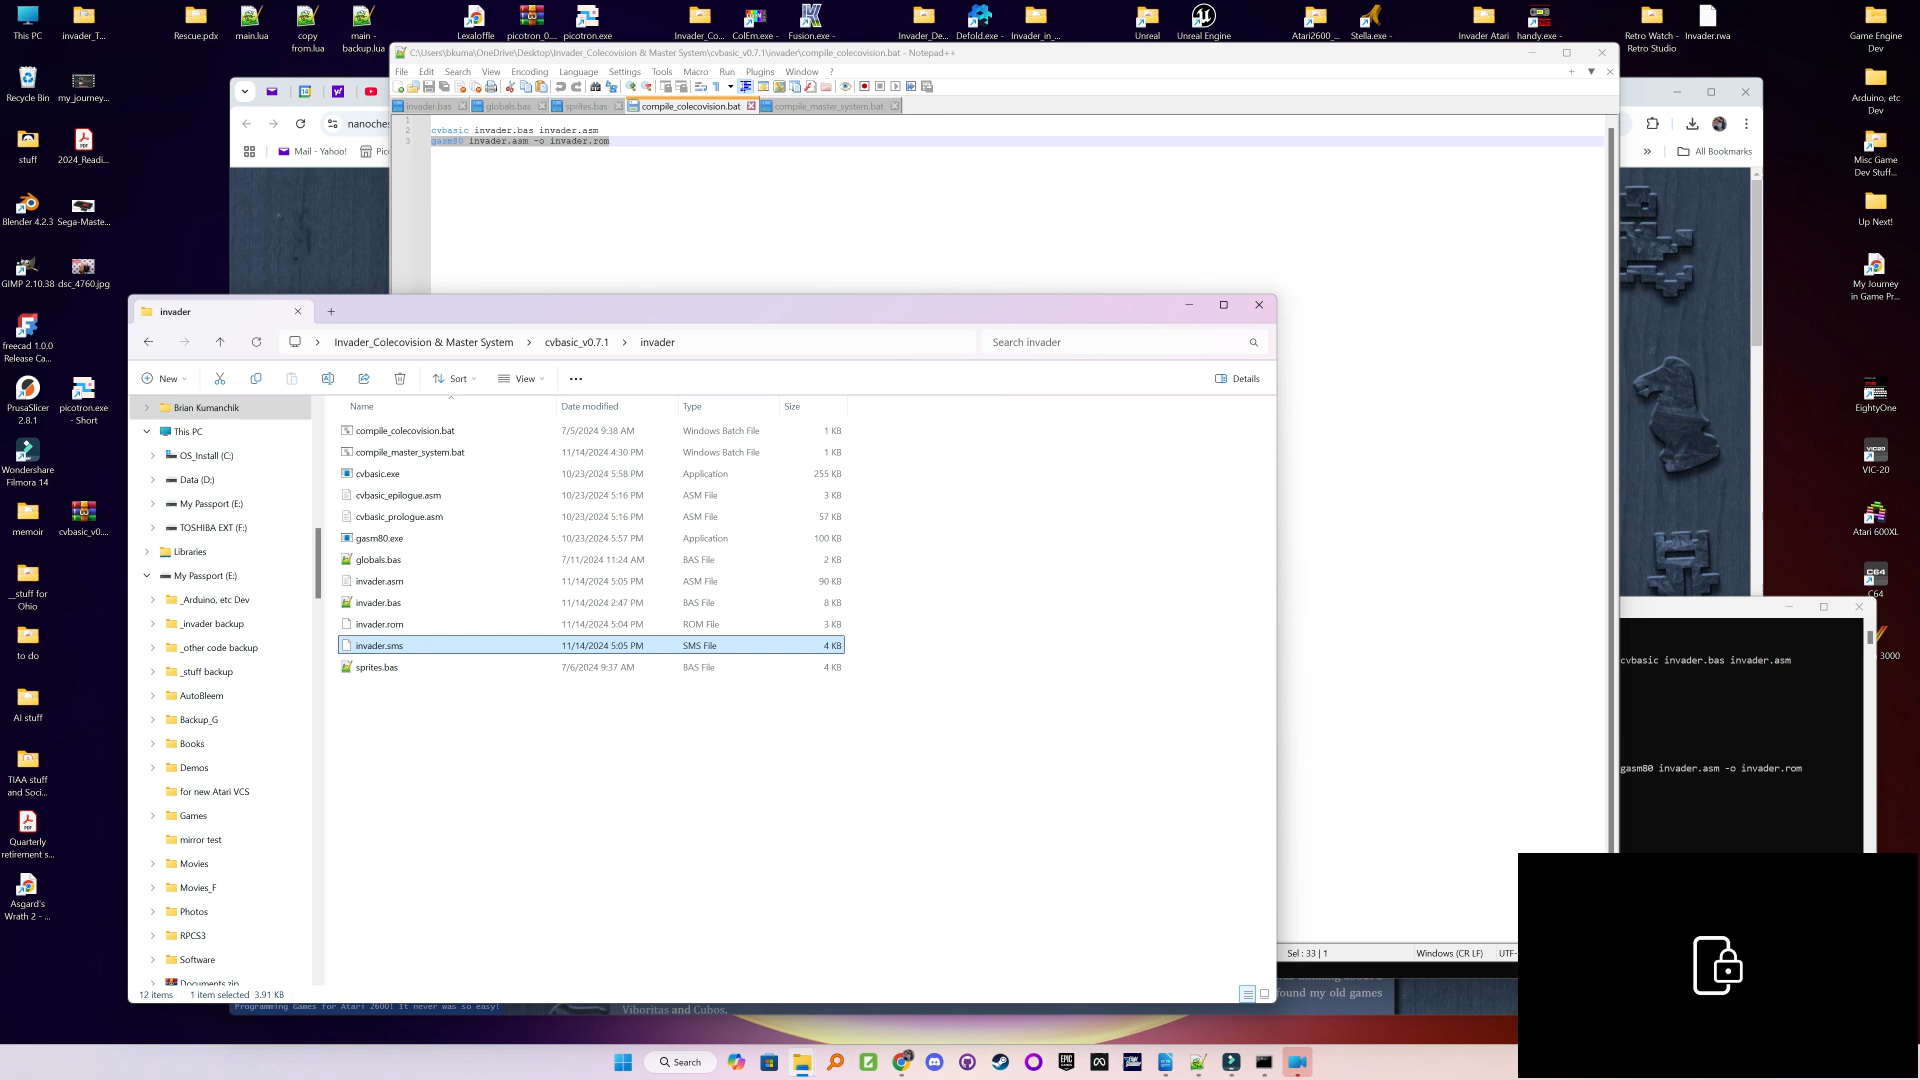 This PC
invader_T...
Rescue.pdx
main.lua
copy
from.lua
main -
backup.lua
Lexaloffle
picotron_0....
picotron.exe
Invader_Co...
ColEm.exe -
Fusion.exe -
Invader_De...
Defold.exe -
Invader_in_...
Unreal
Unreal Engine
Atari2600_...
Stella.exe -
Invader Atari
handy.exe -
Retro Watch -
Retro Studio
Invader.rwa
Game Engine
Dev
C:\Users\bkuma\OneDrive\Desktop\Invader_Colecovision & Master System\cvbasic_v0.7.1\invader\compile_colecovision.bat - Notepad++
File Edit Search View Encoding Language Settings Tools Macro Run Plugins Window ?
invader.bas
globals.bas
sprites.bas
compile_colecovision.bat
compile_master_system.bat
1
2 cvbasic invader.bas invader.asm
3 gasm80 invader.asm -o invader.rom
nanoches
Mail - Yahoo!
Pico
All Bookmarks
Recycle Bin
my_journey...
stuff
2024_Readi...
Blender 4.2.3
Sega-Maste...
GIMP 2.10.38
dsc_4760.jpg
freecad 1.0.0
Release Ca...
PrusaSlicer
2.8.1
picotron.exe
- Short
Wondershare
Filmora 14
memoir
cvbasic_v0....
__stuff for
Ohio
to do
AI stuff
TIAA stuff
and Soci...
Quarterly
retirement s...
Asgard's
Wrath 2 - ...
Arduino, etc
Dev
Misc Game
Dev Stuff...
Up Next!
My Journey
in Game Pr...
EightyOne
VIC20
VIC-20
Atari 600XL
C64
C64
3000
invader
Invader_Colecovision & Master System > cvbasic_v0.7.1 > invader
Search invader
New
Sort
View
Details
Brian Kumanchik
This PC
OS_Install (C:)
Data (D:)
My Passport (E:)
TOSHIBA EXT (F:)
Libraries
My Passport (E:)
_Arduino, etc Dev
_invader backup
_other code backup
_stuff backup
AutoBleem
Backup_G
Books
Demos
for new Atari VCS
Games
mirror test
Movies
Movies_F
Photos
RPCS3
Software
Documents.zip
Name Date modified Type Size
compile_colecovision.bat 7/5/2024 9:38 AM Windows Batch File 1 KB
compile_master_system.bat 11/14/2024 4:30 PM Windows Batch File 1 KB
cvbasic.exe 10/23/2024 5:58 PM Application 255 KB
cvbasic_epilogue.asm 10/23/2024 5:16 PM ASM File 3 KB
cvbasic_prologue.asm 10/23/2024 5:16 PM ASM File 57 KB
gasm80.exe 10/23/2024 5:57 PM Application 100 KB
globals.bas 7/11/2024 11:24 AM BAS File 2 KB
invader.asm 11/14/2024 5:05 PM ASM File 90 KB
invader.bas 11/14/2024 2:47 PM BAS File 8 KB
invader.rom 11/14/2024 5:04 PM ROM File 3 KB
invader.sms 11/14/2024 5:05 PM SMS File 4 KB
sprites.bas 7/6/2024 9:37 AM BAS File 4 KB
12 items 1 item selected 3.91 KB
cvbasic invader.bas invader.asm
gasm80 invader.asm -o invader.rom
Sel : 33 | 1
Windows (CR LF)
UTF-
found my old games
Programming Games for Atari 2600! It never was so easy!
Viboritas and Cubos.
Search
EPIC
GAMES